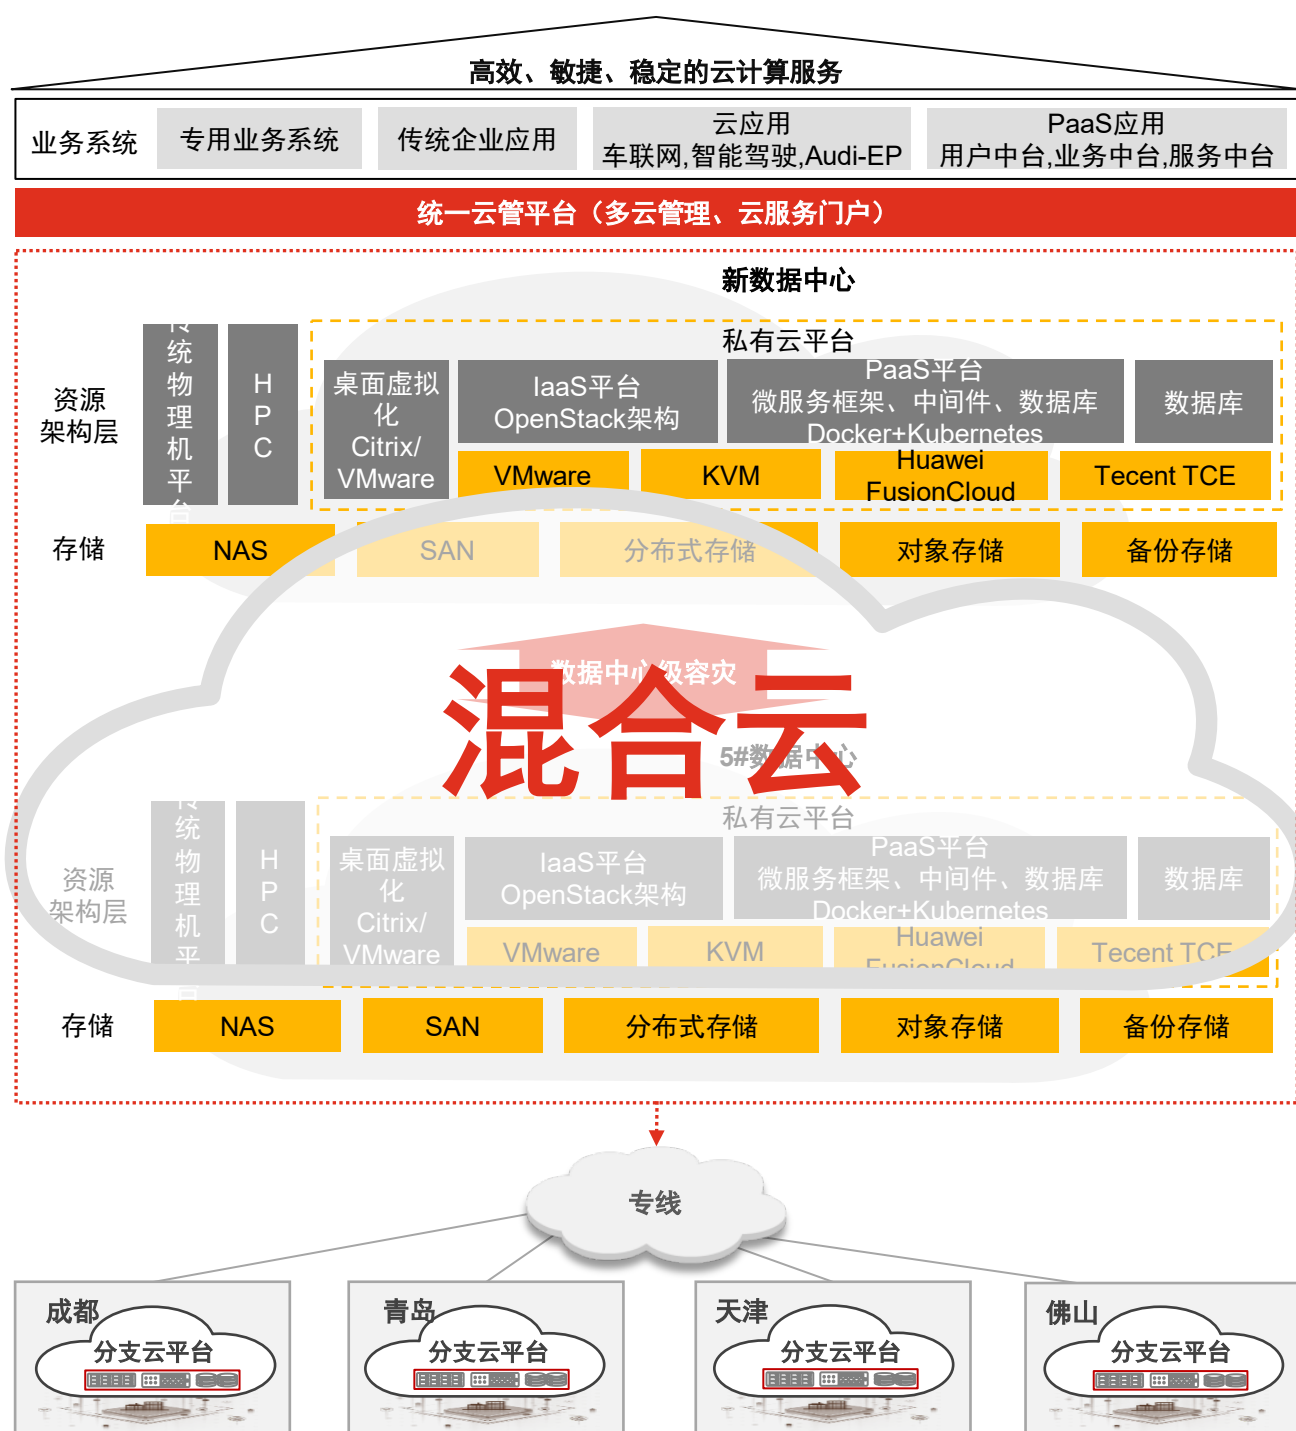 高效、敏捷、稳定的云计算服务
业务系统
专用业务系统
传统企业应用
云应用
车联网,智能驾驶,Audi-EP
PaaS应用
用户中台,业务中台,服务中台
统一云管平台（多云管理、云服务门户）
新数据中心
私有云平台
资源
架构层
传
统
物
理
机
平
台
H
P
C
桌面虚拟
化
Citrix/
VMware
IaaS平台
OpenStack架构
PaaS平台
微服务框架、中间件、数据库
Docker+Kubernetes
数据库
VMware
KVM
Huawei
FusionCloud
Tecent TCE
存储
NAS
SAN
分布式存储
对象存储
备份存储
数据中心级容灾
混合云
5#数据中心
私有云平台
资源
架构层
传
统
物
理
机
平
台
H
P
C
桌面虚拟
化
Citrix/
VMware
IaaS平台
OpenStack架构
PaaS平台
微服务框架、中间件、数据库
Docker+Kubernetes
数据库
VMware
KVM
Huawei
FusionCloud
Tecent TCE
存储
NAS
SAN
分布式存储
对象存储
备份存储
专线
成都
分支云平台
青岛
分支云平台
天津
分支云平台
佛山
分支云平台